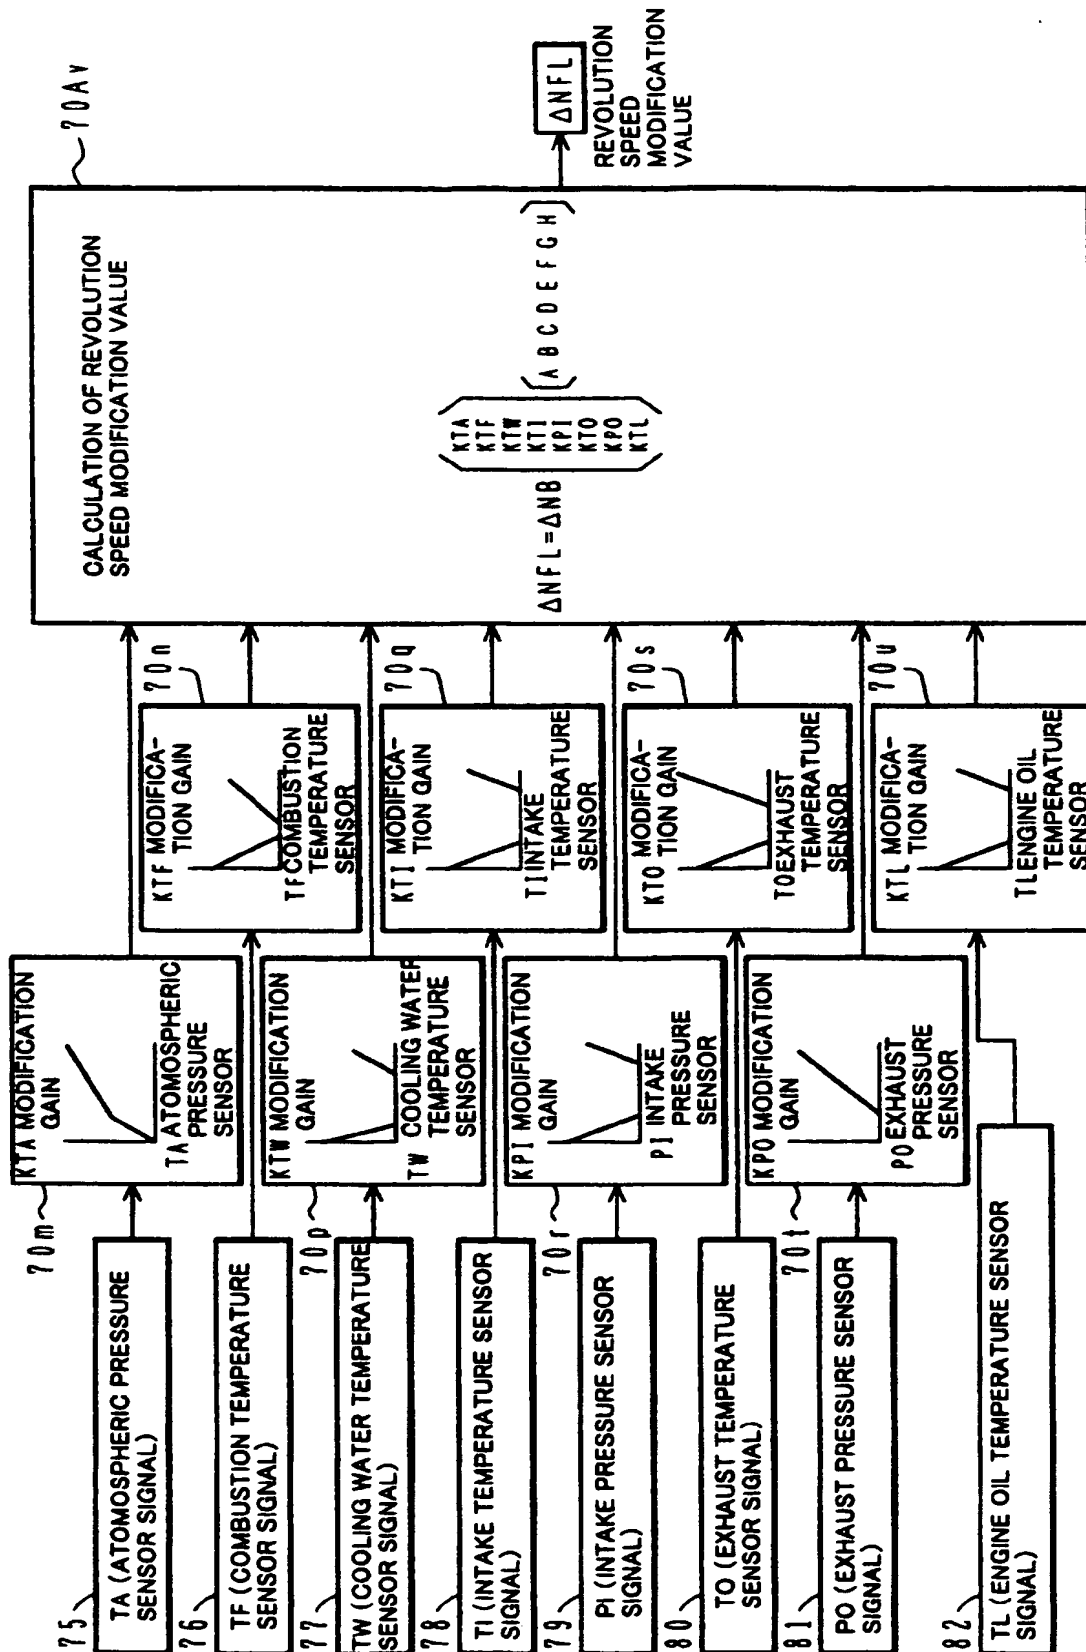 75
TA (ATOMOSPHERIC PRESSURE
SENSOR SIGNAL)
76
TF (COMBUSTION TEMPERATURE
SENSOR SIGNAL)
77
TW (COOLING WATER TEMPERATURE
SENSOR SIGNAL)
78
TI (INTAKE TEMPERATURE SENSOR
SIGNAL)
79
PI (INTAKE PRESSURE SENSOR
SIGNAL)
80
TO (EXHAUST TEMPERATURE
SENSOR SIGNAL)
81
PO (EXHAUST PRESSURE SENSOR
SIGNAL)
82
TL (ENGINE OIL TEMPERATURE SENSOR
SIGNAL)
70m
KTA MODIFICATION
GAIN
TA ATOMOSPHERIC
PRESSURE
SENSOR
70p
KTW MODIFICATION
GAIN
TW COOLING WATER
TEMPERATURE
SENSOR
70r
KPI MODIFICATION
GAIN
PI INTAKE
PRESSURE
SENSOR
70t
KPO MODIFICATION
GAIN
PO EXHAUST
PRESSURE
SENSOR
70n
KTF MODIFICA-
TION GAIN
TF COMBUSTION
TEMPERATURE
SENSOR
70q
KTI MODIFICA-
TION GAIN
TI INTAKE
TEMPERATURE
SENSOR
70s
KTO MODIFICA-
TION GAIN
TO EXHAUST
TEMPERATURE
SENSOR
70u
KTL MODIFICA-
TION GAIN
TL ENGINE OIL
TEMPERATURE
SENSOR
70Av
CALCULATION OF REVOLUTION
SPEED MODIFICATION VALUE
ΔNFL=ΔNB
KTA
KTF
KTW
KTI
KPI
KTO
KPO
KTL
[A B C D E F G H]
ΔNFL
REVOLUTION
SPEED
MODIFICATION
VALUE